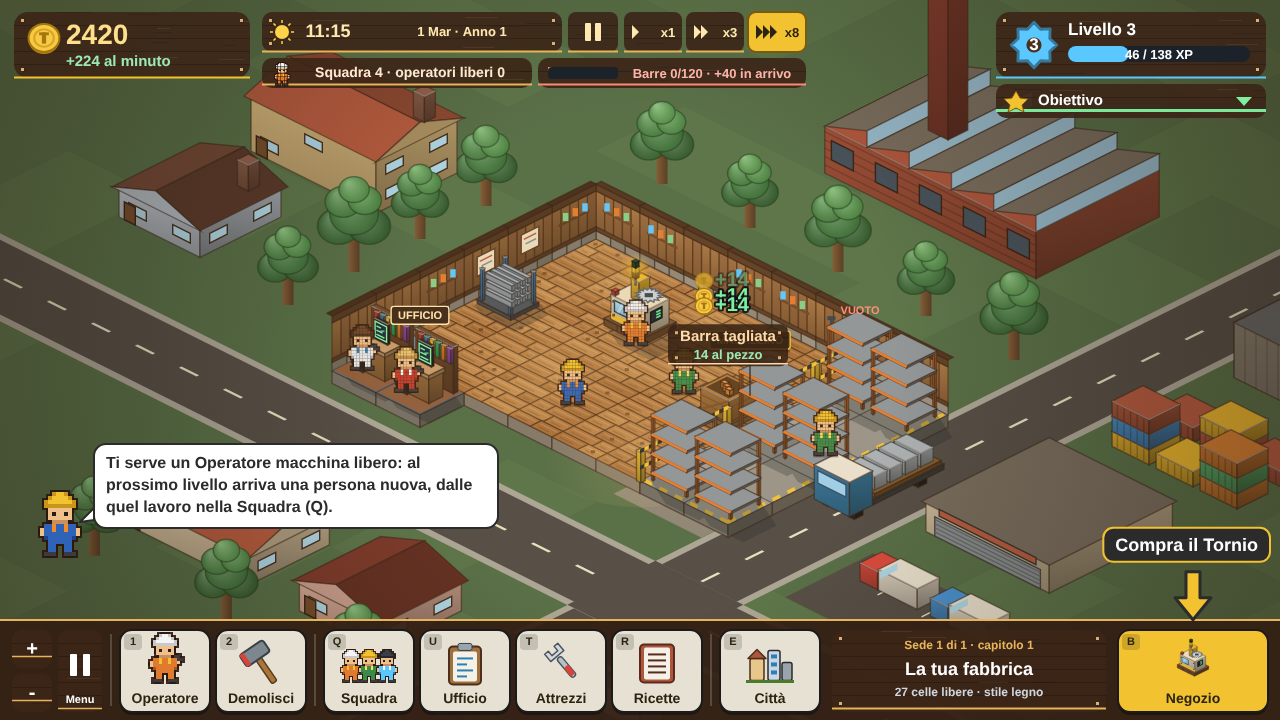 2420
+224 al minuto
11:15
1 Mar · Anno 1
x1
x3
x8
Squadra 4 · operatori liberi 0
Barre 0/120 · +40 in arrivo
3
Livello 3
46 / 138 XP
Obiettivo
UFFICIO
+14
+14
+14
VUOTO
Barra tagliata
14 al pezzo
Ti serve un Operatore macchina libero: al
prossimo livello arriva una persona nuova, dalle
quel lavoro nella Squadra (Q).
Compra il Tornio
+
-
Menu
1
Operatore
2
Demolisci
Q
Squadra
U
Ufficio
T
Attrezzi
R
Ricette
E
Città
Sede 1 di 1 · capitolo 1
La tua fabbrica
27 celle libere · stile legno
B
Negozio